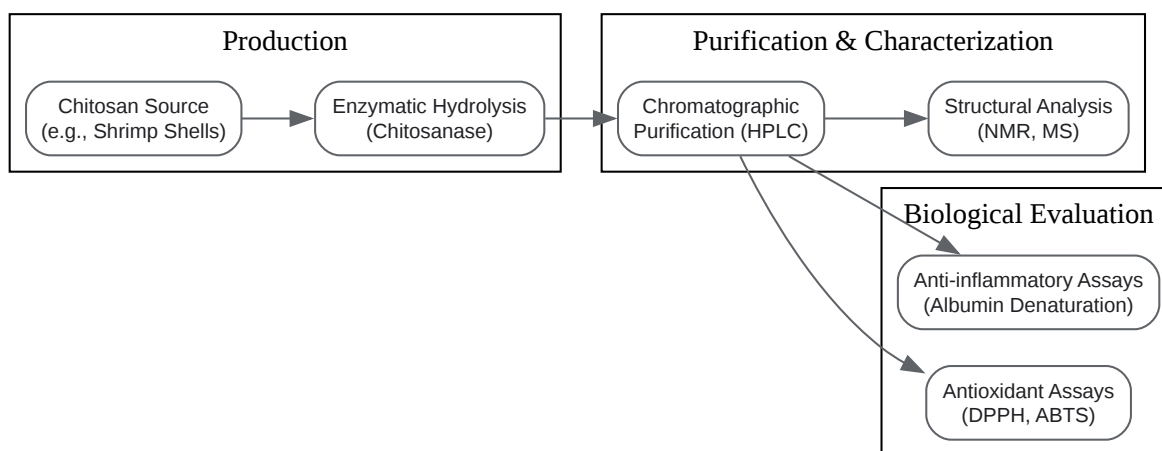 Production
Chitosan Source
(e.g., Shrimp Shells)
Enzymatic Hydrolysis
(Chitosanase)
Purification & Characterization
Chromatographic
Purification (HPLC)
Structural Analysis
(NMR, MS)
Biological Evaluation
Anti-inflammatory Assays
(Albumin Denaturation)
Antioxidant Assays
(DPPH, ABTS)